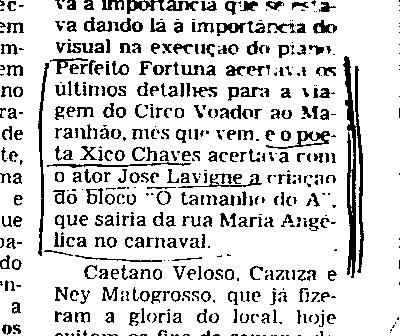 va a importância que se esta-
va dando lá à importância do
visual na execução do piano.
Perfeito Fortuna acertava os
últimos detalhes para a via-
gem do Circo Voador ao Ma-
ranhão, mês que vem, e o poe-
ta Xico Chaves acertava com
o ator José Lavigne a criação
do bloco “O tamanho do A”,
que sairia da rua Maria Angé-
lica no carnaval.
Caetano Veloso, Cazuza e
Ney Matogrosso, que já fize-
ram a gloria do local, hoje
ec-
em
m-
em
no
ra-
de
te,
ma
e
ue
pa-
do
en-
a
os